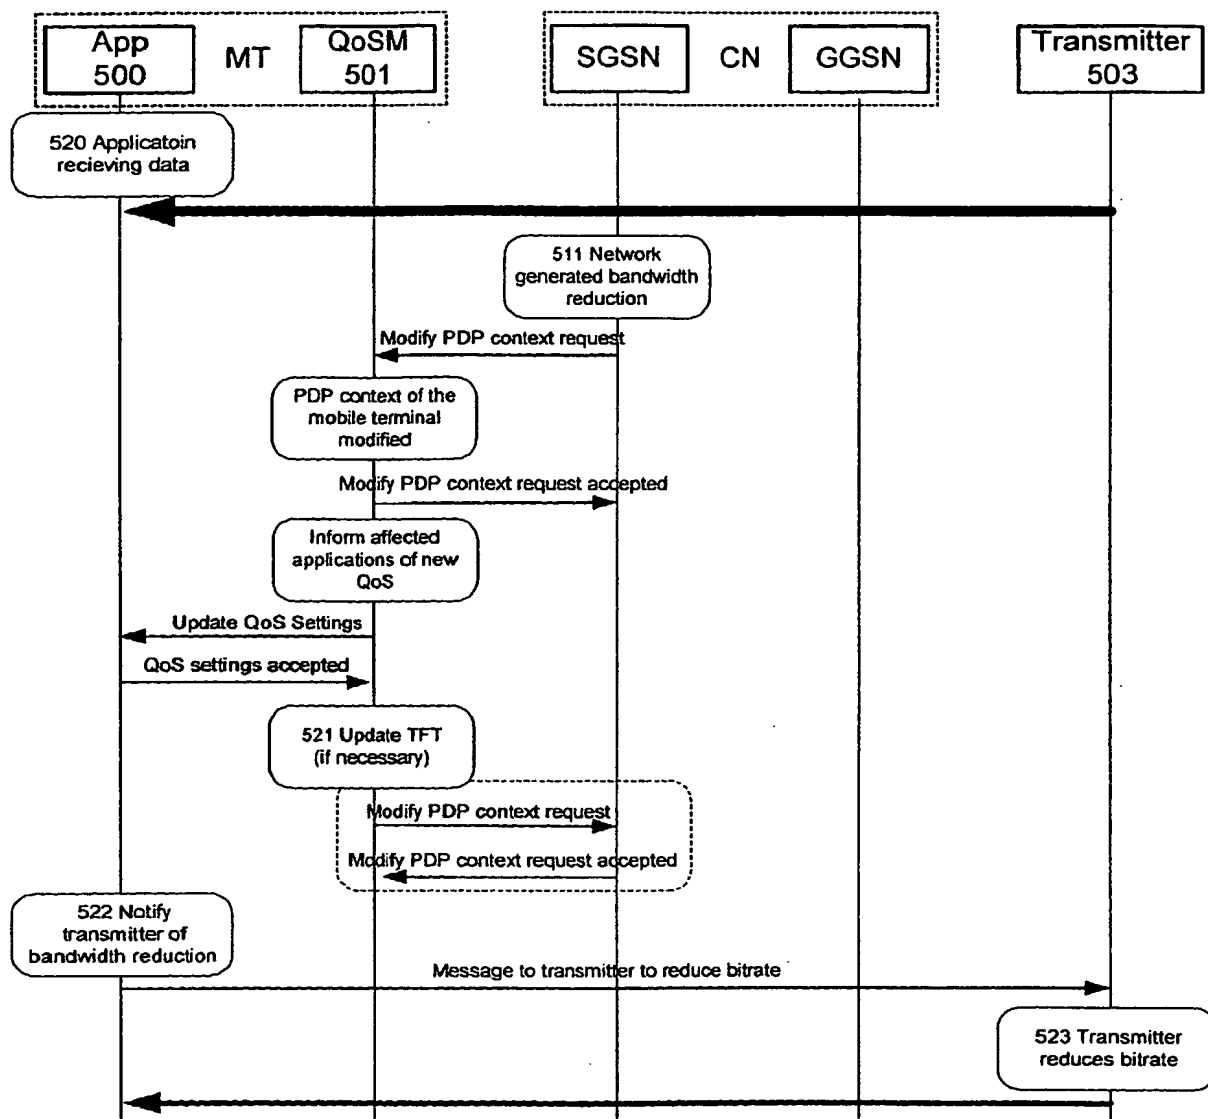 App
500
MT
QoSM
501
SGSN
CN
GGSN
Transmitter
503
520 Applicatoin
recieving data
511 Network
generated bandwidth
reduction
Modify PDP context request
PDP context of the
mobile terminal
modified
Modify PDP context request accepted
Inform affected
applications of new
QoS
Update QoS Settings
QoS settings accepted
521 Update TFT
(if necessary)
Modify PDP context request
Modify PDP context request accepted
522 Notify
transmitter of
bandwidth reduction
Message to transmitter to reduce bitrate
523 Transmitter
reduces bitrate